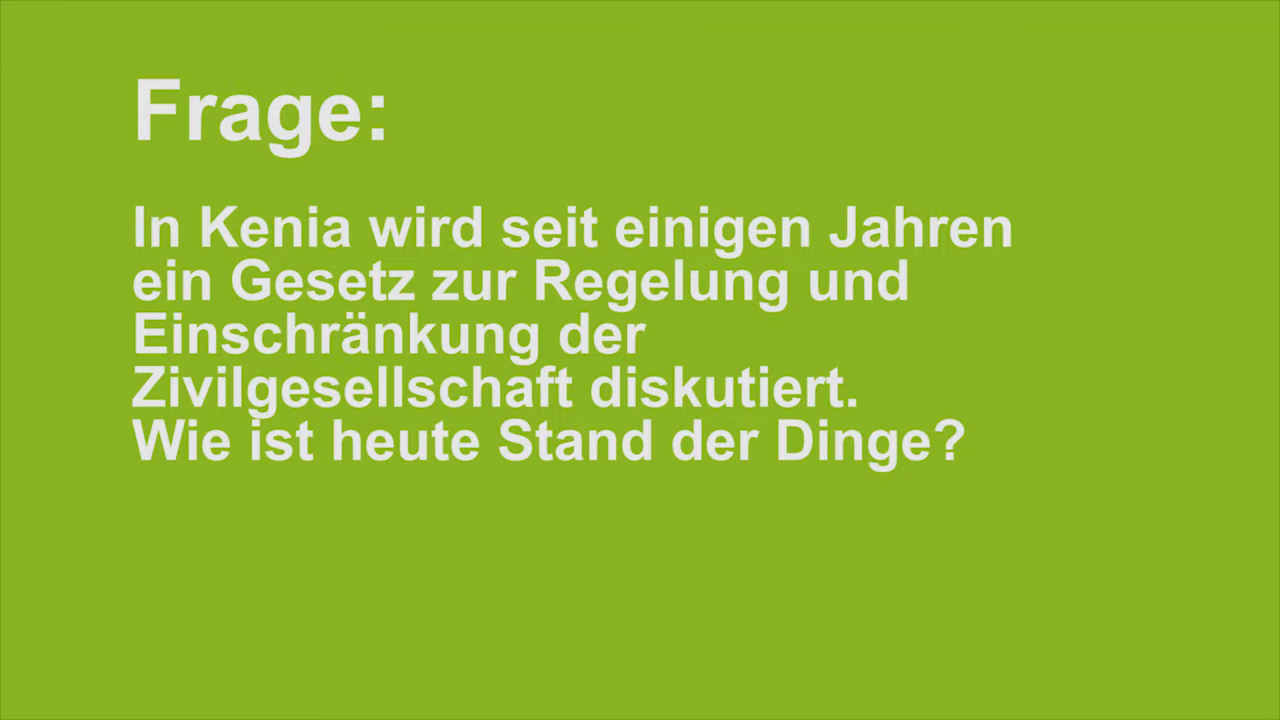 Frage:
In Kenia wird seit einigen Jahren
ein Gesetz zur Regelung und
Einschränkung der
Zivilgesellschaft diskutiert.
Wie ist heute Stand der Dinge?